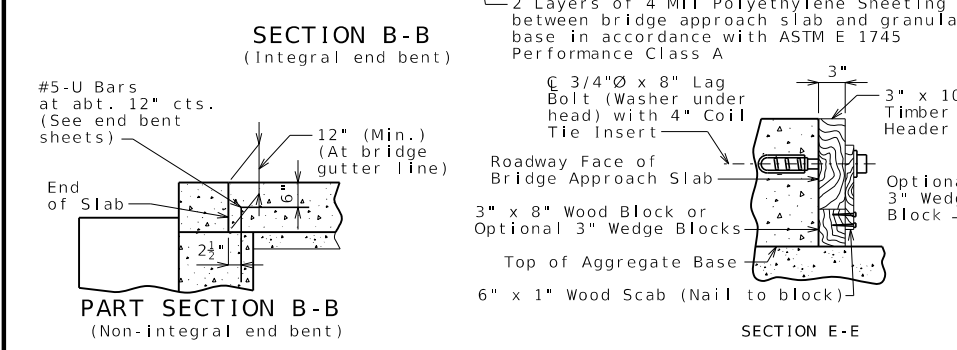 SECTION B-B
(Integral end bent)
#5-U Bars
at abt. 12" cts.
(See end bent
sheets)
12" (Min.)
(At bridge
gutter line)
6"
End
of Slab
2½"
PART SECTION B-B
(Non-integral end bent)
2 Layers of 4 Mil Polyethylene Sheeting
between bridge approach slab and granula
base in accordance with ASTM E 1745
Performance Class A
3"
℄ 3/4"Ø x 8" Lag
Bolt (Washer under
head) with 4" Coil
Tie Insert
3" x 10
Timber
Header
Roadway Face of
Bridge Approach Slab
Optiona
3" Wedg
Block
3" x 8" Wood Block or
Optional 3" Wedge Blocks
Top of Aggregate Base
6" x 1" Wood Scab (Nail to block)
SECTION E-E